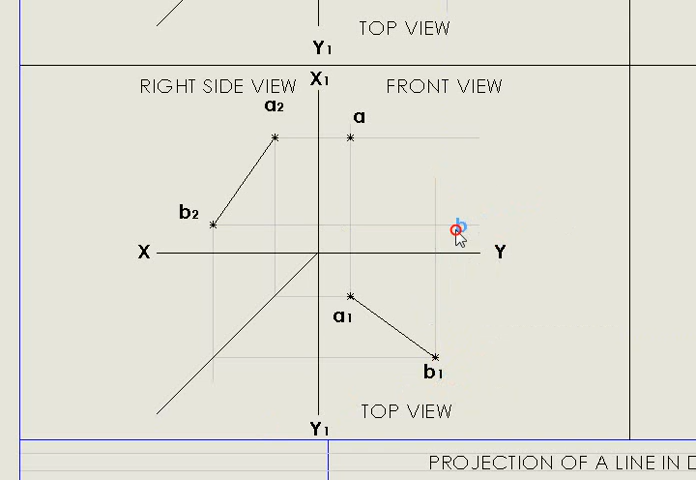 TOP VIEW
Y1
X1
RIGHT SIDE VIEW
FRONT VIEW
a2
a
b2
b
X
Y
a1
b1
TOP VIEW
Y1
PROJECTION OF A LINE IN D